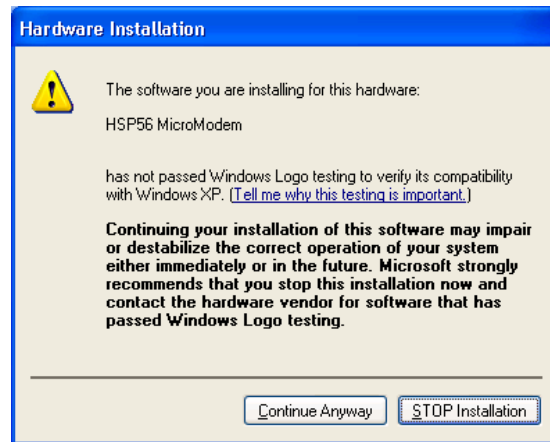 Hardware Installation
The software you are installing for this hardware:
HSP56 MicroModem
has not passed Windows Logo testing to verify its compatibility
with Windows XP. (Tell me why this testing is important.)
Continuing your installation of this software may impair
or destabilize the correct operation of your system
either immediately or in the future. Microsoft strongly
recommends that you stop this installation now and
contact the hardware vendor for software that has
passed Windows Logo testing.
Continue Anyway
STOP Installation